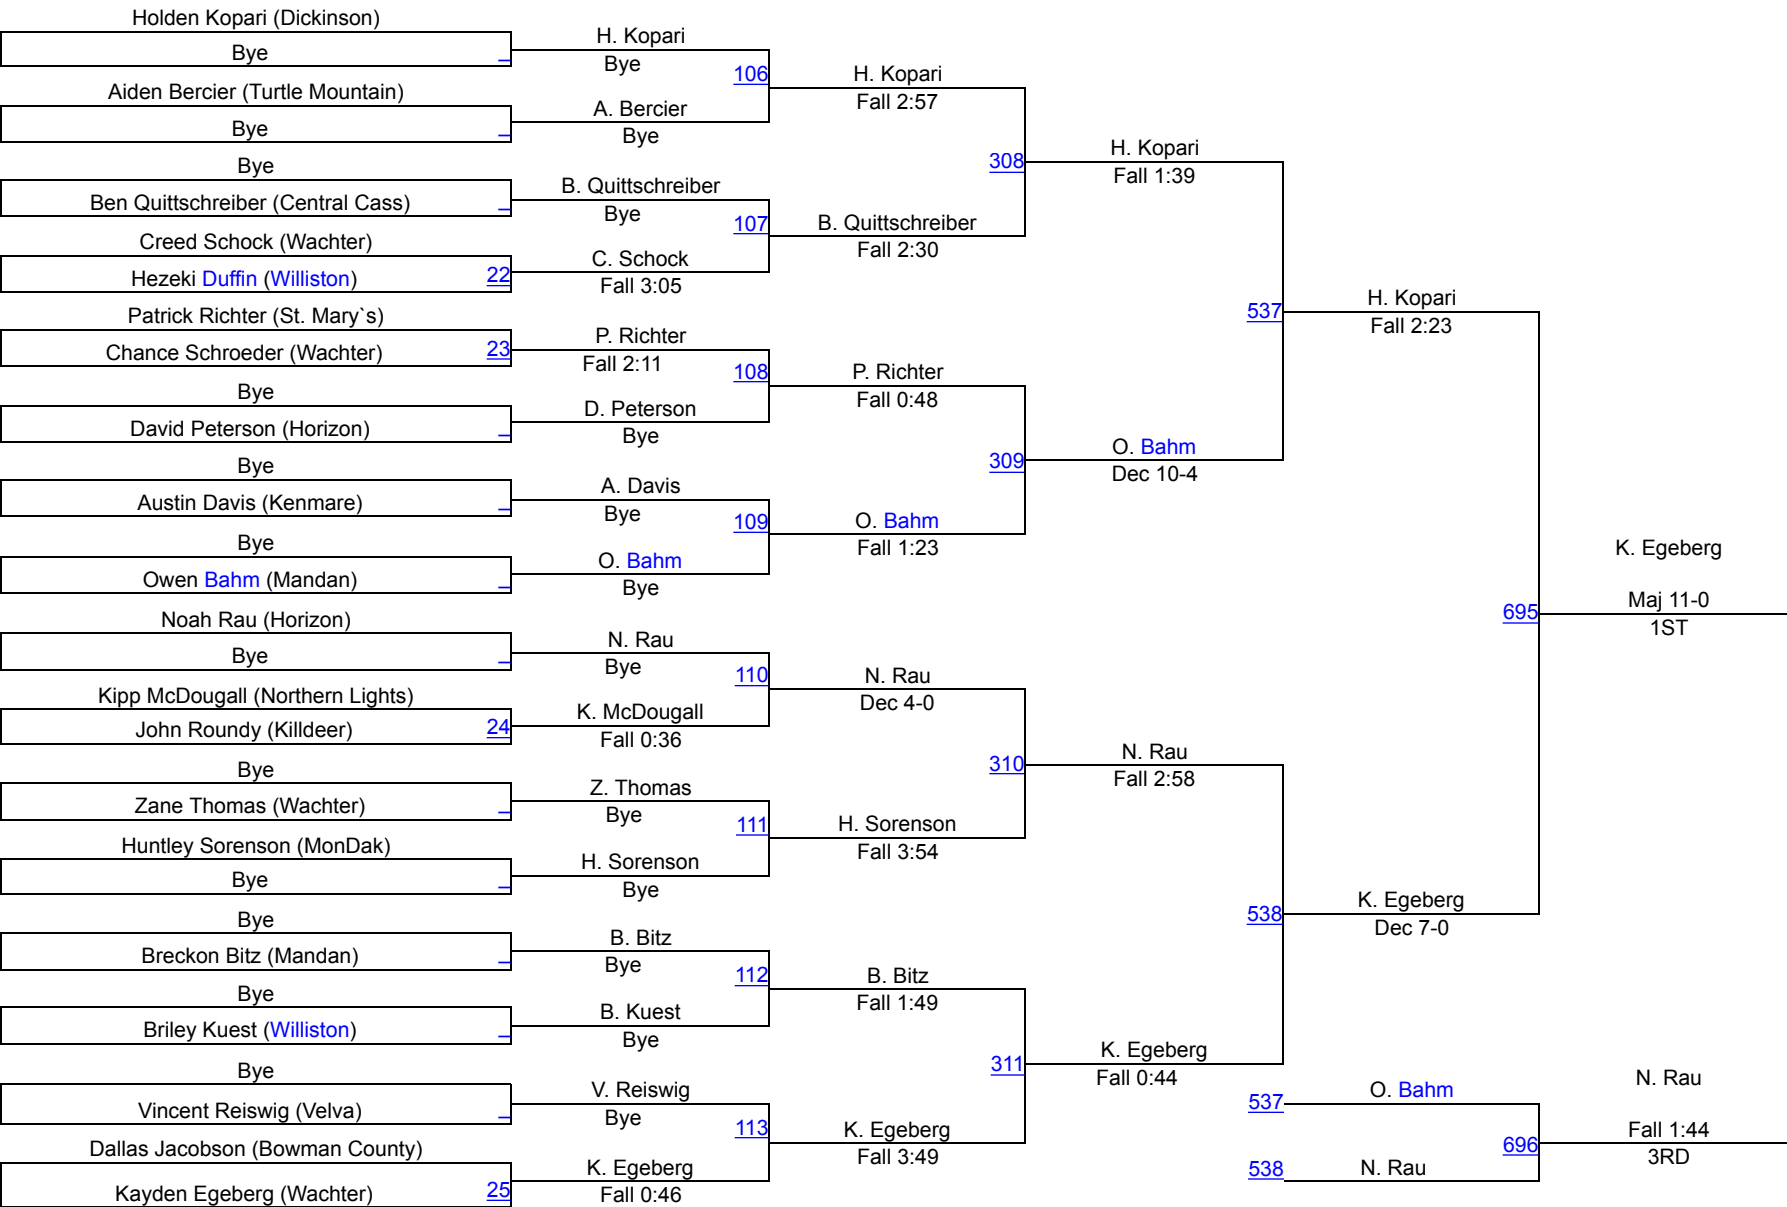 Holden Kopari (Dickinson)
Bye
Aiden Bercier (Turtle Mountain)
Bye
Bye
Ben Quittschreiber (Central Cass)
Creed Schock (Wachter)
Hezeki Duffin (Williston) 22
Patrick Richter (St. Mary`s)
Chance Schroeder (Wachter) 23
Bye
David Peterson (Horizon)
Bye
Austin Davis (Kenmare)
Bye
Owen Bahm (Mandan)
Noah Rau (Horizon)
Bye
Kipp McDougall (Northern Lights)
John Roundy (Killdeer) 24
Bye
Zane Thomas (Wachter)
Huntley Sorenson (MonDak)
Bye
Bye
Breckon Bitz (Mandan)
Bye
Briley Kuest (Williston)
Bye
Vincent Reiswig (Velva)
Dallas Jacobson (Bowman County)
Kayden Egeberg (Wachter) 25
H. Kopari
Bye
106
A. Bercier
Bye
B. Quittschreiber
Bye
107
C. Schock
Fall 3:05
P. Richter
Fall 2:11
108
D. Peterson
Bye
A. Davis
Bye
109
O. Bahm
Bye
N. Rau
Bye
110
K. McDougall
Fall 0:36
Z. Thomas
Bye
111
H. Sorenson
Bye
B. Bitz
Bye
112
B. Kuest
Bye
V. Reiswig
Bye
113
K. Egeberg
Fall 0:46
H. Kopari
Fall 2:57
308
B. Quittschreiber
Fall 2:30
P. Richter
Fall 0:48
309
O. Bahm
Fall 1:23
N. Rau
Dec 4-0
310
H. Sorenson
Fall 3:54
B. Bitz
Fall 1:49
311
K. Egeberg
Fall 3:49
H. Kopari
Fall 1:39
537
O. Bahm
Dec 10-4
N. Rau
Fall 2:58
538
K. Egeberg
Fall 0:44
H. Kopari
Fall 2:23
695
K. Egeberg
Dec 7-0
K. Egeberg
Maj 11-0
1ST
537
O. Bahm
696
538
N. Rau
N. Rau
Fall 1:44
3RD